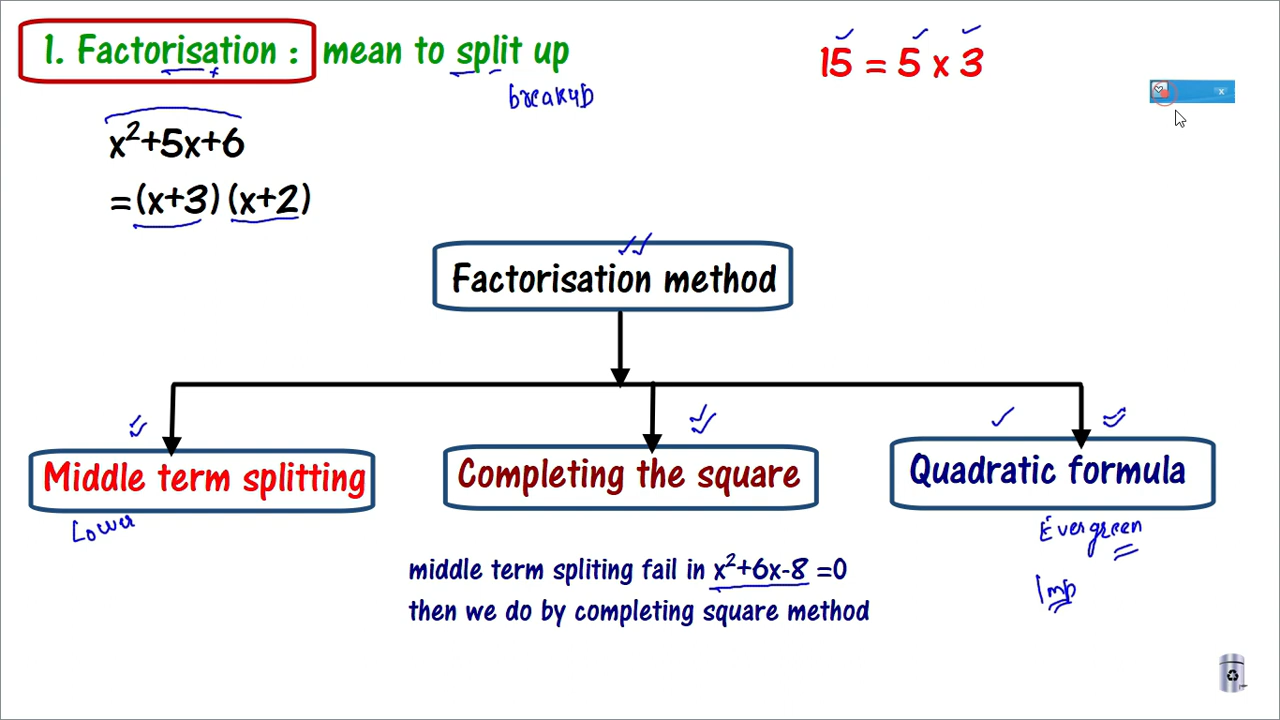 1. Factorisation : mean to split up
15 = 5 x 3
breakup
x²+5x+6
=(x+3) (x+2)
Factorisation method
Middle term splitting
Completing the square
Quadratic formula
Lower
Evergreen
middle term spliting fail in x²+6x-8 =0
then we do by completing square method
Imp